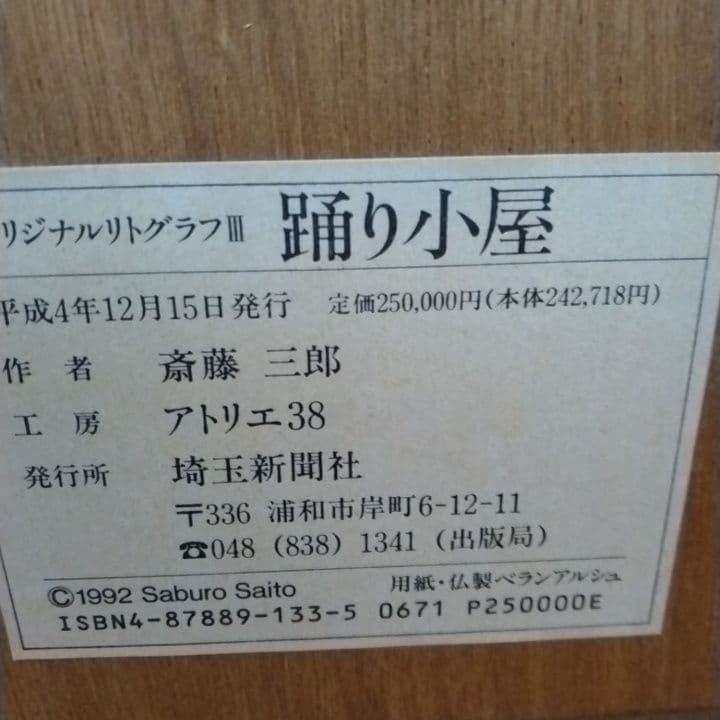 リジナルリトグラフⅢ 踊り小屋
平成4年12月15日発行 定価250,000円(本体242,718円)
作 者 斎藤 三郎
工 房 アトリエ38
発行所 埼玉新聞社
〒336 浦和市岸町6-12-11
☎048 (838) 1341 (出版局)
©1992 Saburo Saito 用紙・仏製ベランアルシュ
ISBN4-87889-133-5 0671 P250000E